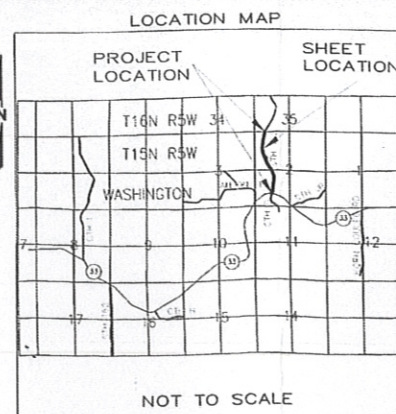 LOCATION MAP
PROJECT LOCATION
SHEET LOCATION
N
T16N R5W 34 35
T15N R5W
3 2 1
WASHINGTON
7 8 9 10 11 12
33
33
33
17 16 15 14
NOT TO SCALE